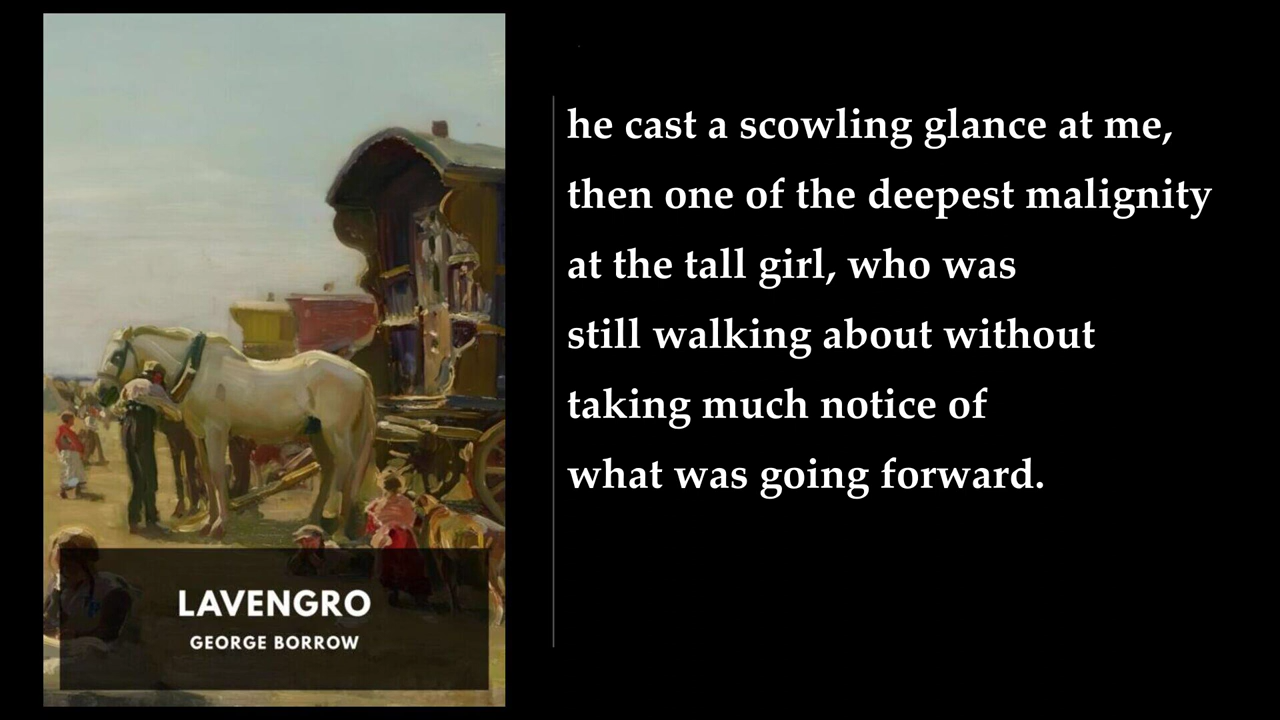 he cast a scowling glance at me,
then one of the deepest malignity
at the tall girl, who was
still walking about without
taking much notice of
what was going forward.
LAVENGRO
GEORGE BORROW